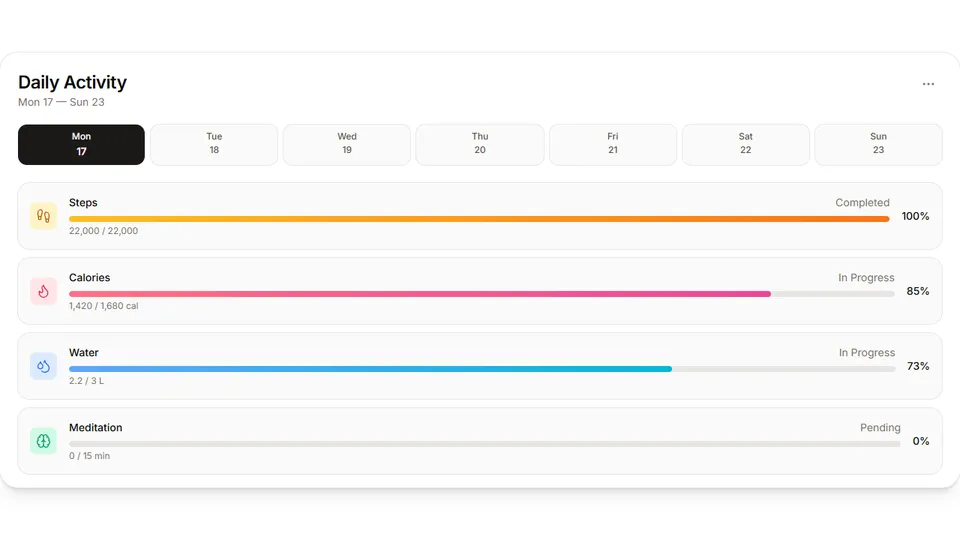 Daily Activity
Mon 17 — Sun 23
Mon
17
Tue
18
Wed
19
Thu
20
Fri
21
Sat
22
Sun
23
Steps
Completed
22,000 / 22,000
100%
Calories
In Progress
1,420 / 1,680 cal
85%
Water
In Progress
2.2 / 3 L
73%
Meditation
Pending
0 / 15 min
0%